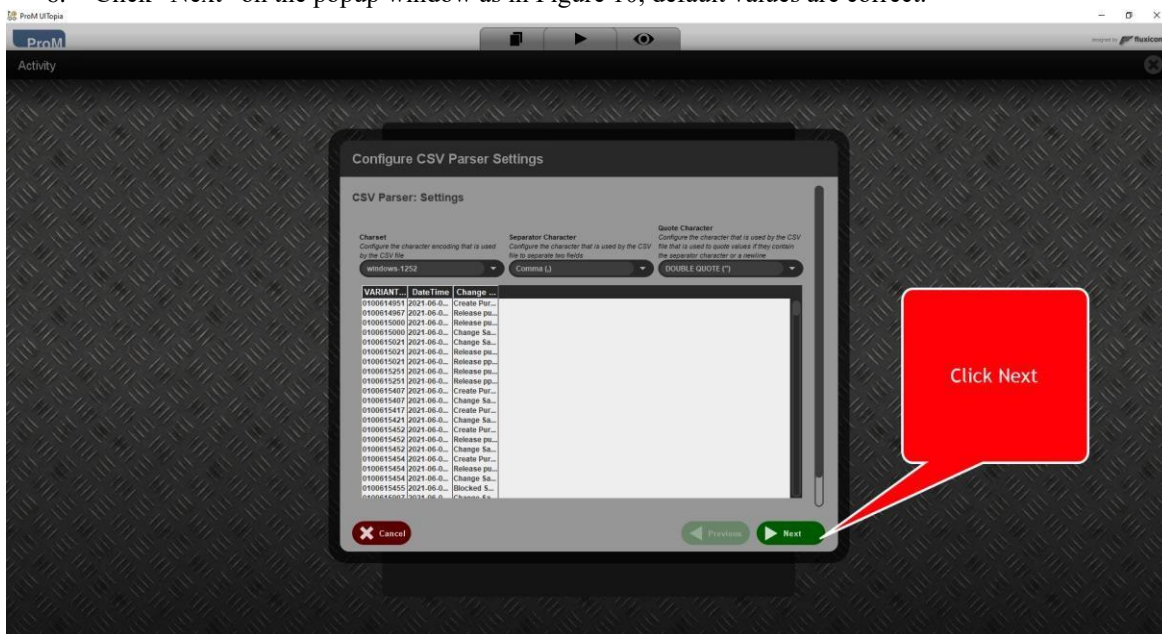 8. Click "Next" on the popup window as in Figure 10, default values are correct.
ProM UITopia
ProM
designed by fluxicon
Activity
Configure CSV Parser Settings
CSV Parser: Settings
Charset
Configure the character encoding that is used
by the CSV file
windows-1252
Separator Character
Configure the character that is used by the CSV
file to separate two fields
Comma (,)
Quote Character
Configure the character that is used by the CSV
file that is used to quote values if they contain
the separator character or a newline
DOUBLE QUOTE (")
VARIANT... DateTime Change ...
0100614951 2021-06-0... Create Pur...
0100614967 2021-06-0... Release pu...
0100615000 2021-06-0... Release pu...
0100615000 2021-06-0... Change Sa...
0100615021 2021-06-0... Change Sa...
0100615021 2021-06-0... Release pu...
0100615021 2021-06-0... Release pp...
0100615251 2021-06-0... Release pu...
0100615251 2021-06-0... Release pp...
0100615407 2021-06-0... Create Pur...
0100615407 2021-06-0... Change Sa...
0100615417 2021-06-0... Create Pur...
0100615421 2021-06-0... Change Sa...
0100615452 2021-06-0... Create Pur...
0100615452 2021-06-0... Release pu...
0100615452 2021-06-0... Change Sa...
0100615454 2021-06-0... Create Pur...
0100615454 2021-06-0... Release pu...
0100615454 2021-06-0... Change Sa...
0100615455 2021-06-0... Blocked S...
Cancel
Previous
Next
Click Next